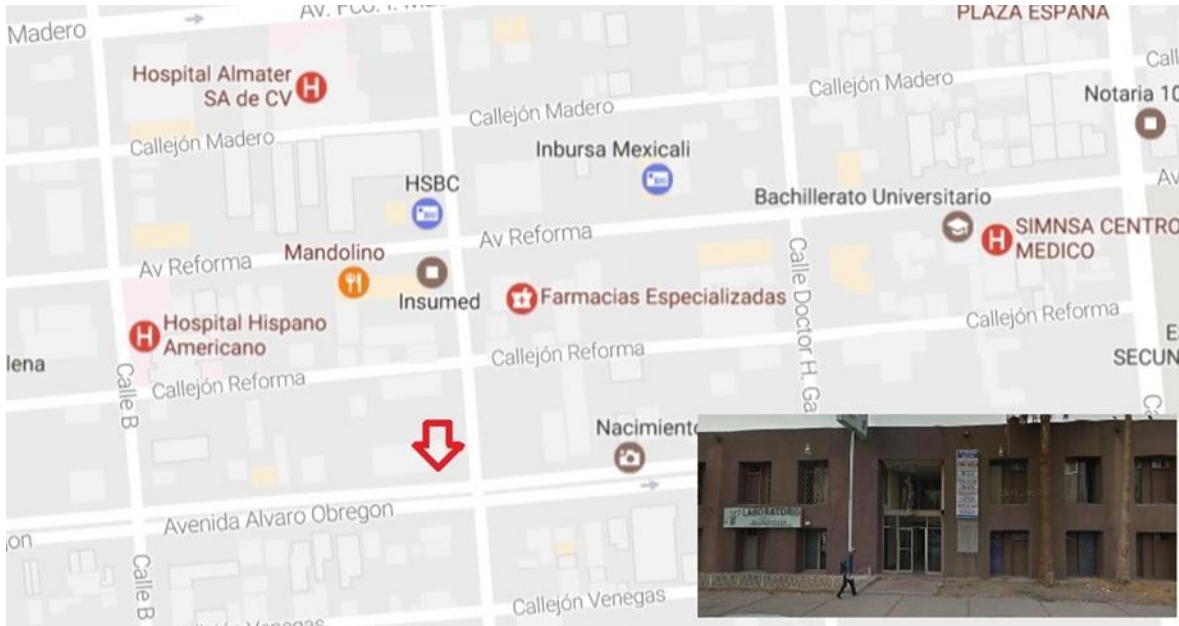 Av. Fco. I. Ma
Madero
PLAZA ESPAÑA
Hospital Almater
SA de CV
Callejón Madero
Callejón Madero
Callejón Madero
Call
Notaria 10
HSBC
Inbursa Mexicali
Bachillerato Universitario
Av
SIMNSA CENTRO
MEDICO
Av Reforma
Av Reforma
Mandolino
Insumed
Farmacias Especializadas
Calle Doctor H. Ga
Hospital Hispano
Americano
Callejón Reforma
Callejón Reforma
Callejón Reforma
lena
E
SECUN
Calle B
Ca
Nacimiento
LABORATORIO
Avenida Alvaro Obregon
on
Calle B
Callejón Venegas
Venegas